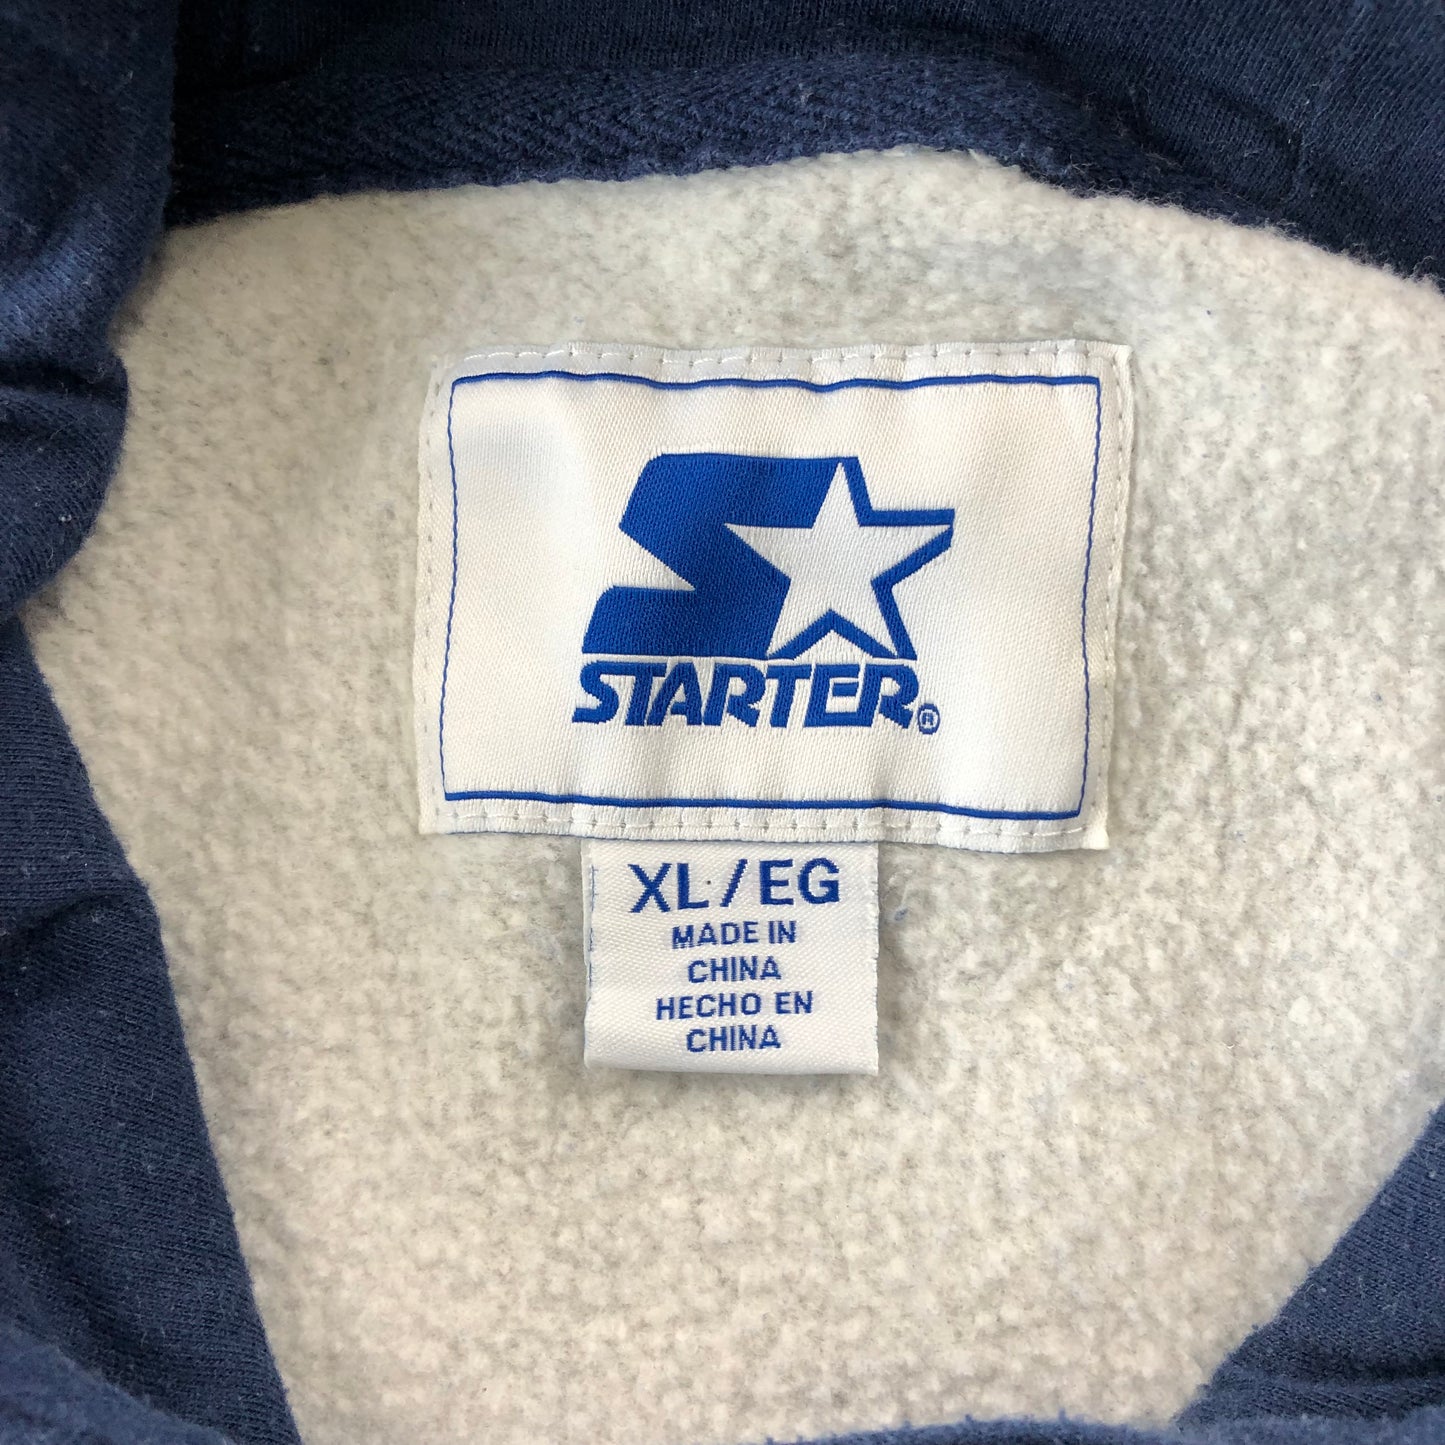 STARTER®
XL/EG
MADE IN
CHINA
HECHO EN
CHINA